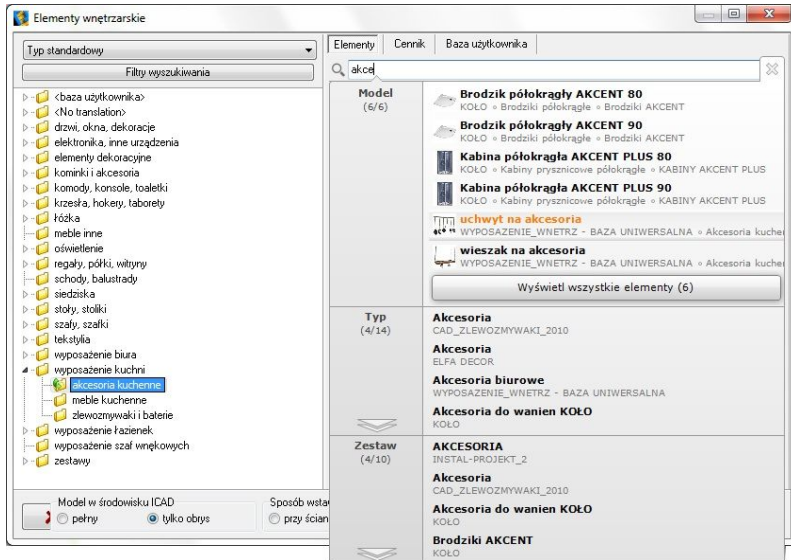 Elementy wnętrzarskie
Typ standardowy
Filtry wyszukiwania
<baza użytkownika>
<No translation>
drzwi, okna, dekoracje
elektronika, inne urządzenia
elementy dekoracyjne
kominki i akcesoria
komody, konsole, toaletki
krzesła, hokery, taborety
łóżka
meble inne
oświetlenie
regały, półki, witryny
schody, balustrady
siedziska
stoły, stoliki
szafy, szafki
tekstylia
wyposażenie biura
wyposażenie kuchni
akcesoria kuchenne
meble kuchenne
zlewozmywaki i baterie
wyposażenie łazienek
wyposażenie szaf wnękowych
zestawy
Model w środowisku ICAD
pełny
tylko obrys
Sposób wsta
przy ścian
Elementy Cennik Baza użytkownika
akce
Model
(6/6)
Brodzik półokrągły AKCENT 80
KOŁO » Brodziki półokrągłe » Brodziki AKCENT
Brodzik półokrągły AKCENT 90
KOŁO » Brodziki półokrągłe » Brodziki AKCENT
Kabina półokrągła AKCENT PLUS 80
KOŁO » Kabiny prysznicowe półokrągłe » KABINY AKCENT PLUS
Kabina półokrągła AKCENT PLUS 90
KOŁO » Kabiny prysznicowe półokrągłe » KABINY AKCENT PLUS
uchwyt na akcesoria
WYPOSAZENIE_WNETRZ - BAZA UNIWERSALNA » Akcesoria kuchen
wieszak na akcesoria
WYPOSAZENIE_WNETRZ - BAZA UNIWERSALNA » Akcesoria kuche
Wyświetl wszystkie elementy (6)
Typ
(4/14)
Akcesoria
CAD_ZLEWOZMYWAKI_2010
Akcesoria
ELFA DECOR
Akcesoria biurowe
WYPOSAZENIE_WNETRZ - BAZA UNIWERSALNA
Akcesoria do wanien KOŁO
KOŁO
Zestaw
(4/10)
AKCESORIA
INSTAL-PROJEKT_2
Akcesoria
CAD_ZLEWOZMYWAKI_2010
Akcesoria do wanien KOŁO
KOŁO
Brodziki AKCENT
KOŁO